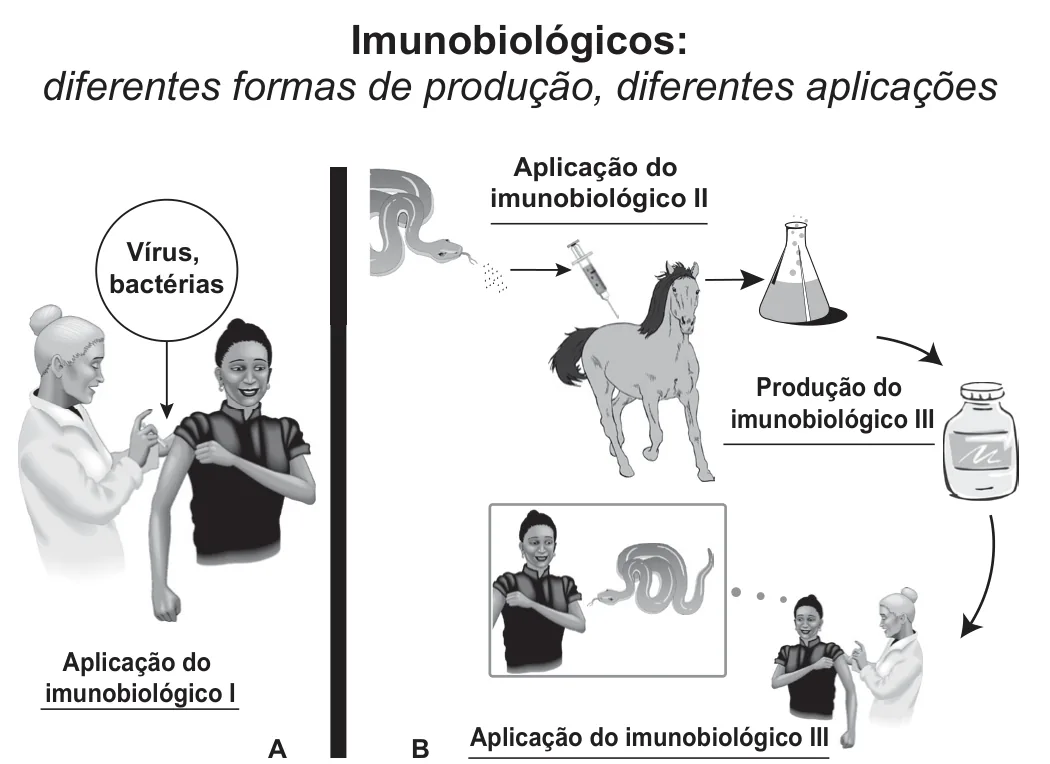 Imunobiológicos:
diferentes formas de produção, diferentes aplicações
Vírus,
bactérias
Aplicação do
imunobiológico I
A
Aplicação do
imunobiológico II
Produção do
imunobiológico III
B
Aplicação do imunobiológico III